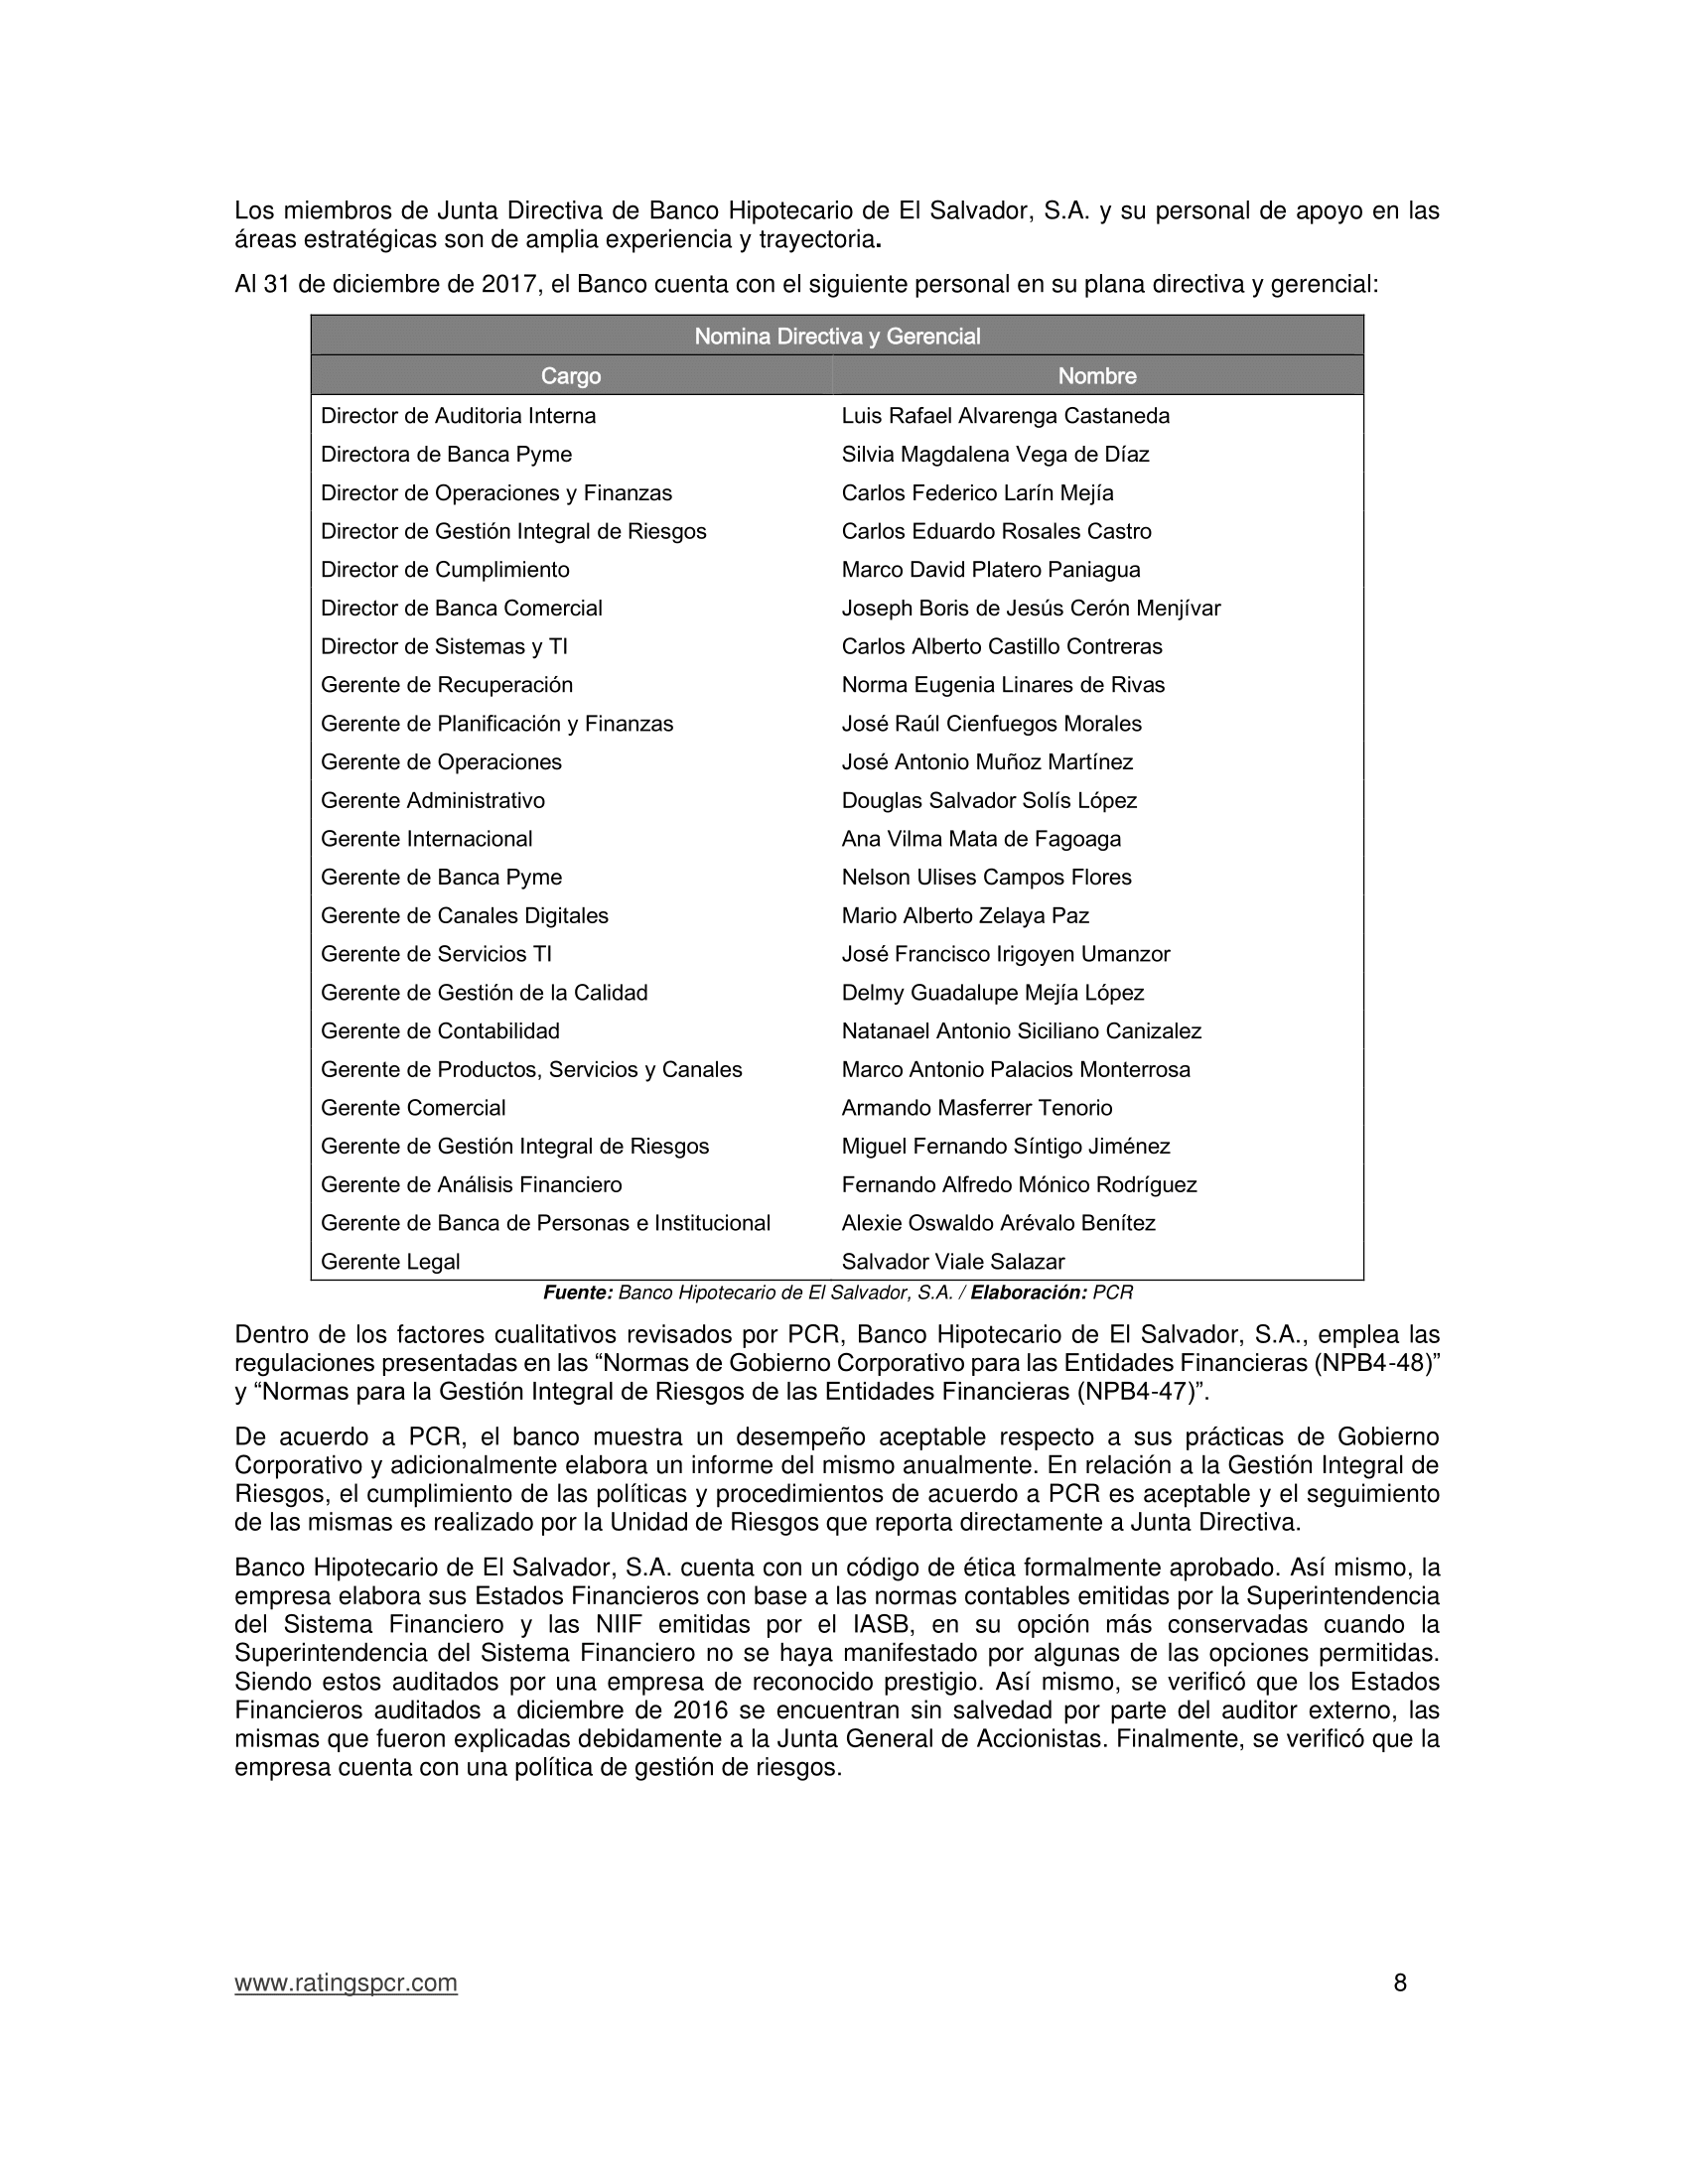 Los miembros de Junta Directiva de Banco Hipotecario de El Salvador, S.A. y su personal de apoyo en las
áreas estratégicas son de amplia experiencia y trayectoria.
Al 31 de diciembre de 2017, el Banco cuenta con el siguiente personal en su plana directiva y gerencial:
Nomina Directiva y Gerencial
Cargo Nombre
Director de Auditoria Interna Luis Rafael Alvarenga Castaneda
Directora de Banca Pyme Silvia Magdalena Vega de Díaz
Director de Operaciones y Finanzas Carlos Federico Larín Mejía
Director de Gestión Integral de Riesgos Carlos Eduardo Rosales Castro
Director de Cumplimiento Marco David Platero Paniagua
Director de Banca Comercial Joseph Boris de Jesús Cerón Menjívar
Director de Sistemas y TI Carlos Alberto Castillo Contreras
Gerente de Recuperación Norma Eugenia Linares de Rivas
Gerente de Planificación y Finanzas José Raúl Cienfuegos Morales
Gerente de Operaciones José Antonio Muñoz Martínez
Gerente Administrativo Douglas Salvador Solís López
Gerente Internacional Ana Vilma Mata de Fagoaga
Gerente de Banca Pyme Nelson Ulises Campos Flores
Gerente de Canales Digitales Mario Alberto Zelaya Paz
Gerente de Servicios TI José Francisco Irigoyen Umanzor
Gerente de Gestión de la Calidad Delmy Guadalupe Mejía López
Gerente de Contabilidad Natanael Antonio Siciliano Canizalez
Gerente de Productos, Servicios y Canales Marco Antonio Palacios Monterrosa
Gerente Comercial Armando Masferrer Tenorio
Gerente de Gestión Integral de Riesgos Miguel Fernando Síntigo Jiménez
Gerente de Análisis Financiero Fernando Alfredo Mónico Rodríguez
Gerente de Banca de Personas e Institucional Alexie Oswaldo Arévalo Benítez
Gerente Legal Salvador Viale Salazar
Fuente: Banco Hipotecario de El Salvador, S.A. / Elaboración: PCR
Dentro de los factores cualitativos revisados por PCR, Banco Hipotecario de El Salvador, S.A., emplea las
regulaciones presentadas en las “Normas de Gobierno Corporativo para las Entidades Financieras (NPB4-48)”
y “Normas para la Gestión Integral de Riesgos de las Entidades Financieras (NPB4-47)”.
De acuerdo a PCR, el banco muestra un desempeño aceptable respecto a sus prácticas de Gobierno
Corporativo y adicionalmente elabora un informe del mismo anualmente. En relación a la Gestión Integral de
Riesgos, el cumplimiento de las políticas y procedimientos de acuerdo a PCR es aceptable y el seguimiento
de las mismas es realizado por la Unidad de Riesgos que reporta directamente a Junta Directiva.
Banco Hipotecario de El Salvador, S.A. cuenta con un código de ética formalmente aprobado. Así mismo, la
empresa elabora sus Estados Financieros con base a las normas contables emitidas por la Superintendencia
del Sistema Financiero y las NIIF emitidas por el IASB, en su opción más conservadas cuando la
Superintendencia del Sistema Financiero no se haya manifestado por algunas de las opciones permitidas.
Siendo estos auditados por una empresa de reconocido prestigio. Así mismo, se verificó que los Estados
Financieros auditados a diciembre de 2016 se encuentran sin salvedad por parte del auditor externo, las
mismas que fueron explicadas debidamente a la Junta General de Accionistas. Finalmente, se verificó que la
empresa cuenta con una política de gestión de riesgos.
www.ratingspcr.com 8